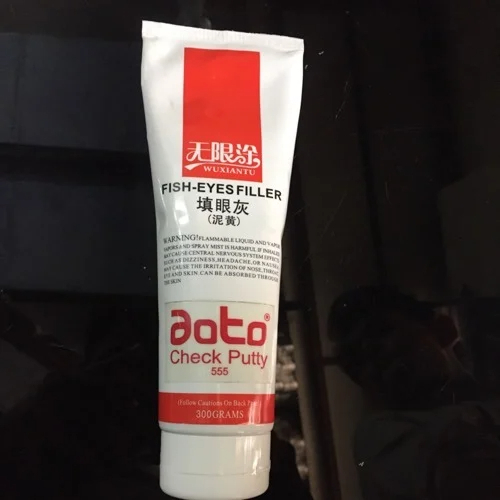 无限涂
WUXIANTU
FISH-EYES FILLER
填眼灰
(泥黄)
WARNING!FLAMMABLE LIQUID AND VAPOR.
VAPORS AND SPRAY MIST IS HARMFUL IF INHALED.
MAY CAUSE CENTRAL NERVOUS SYSTEM EFFECTS
SUCH AS DIZZINESS,HEADACHE, OR NAUSEA.
MAY CAUSE THE IRRITATION OF NOSE, THROAT,
EYE AND SKIN.CAN BE ABSORBED THROUGH
THE SKIN
aoto®
Check Putty
555
(Follow Cautions On Back Panel)
300GRAMS